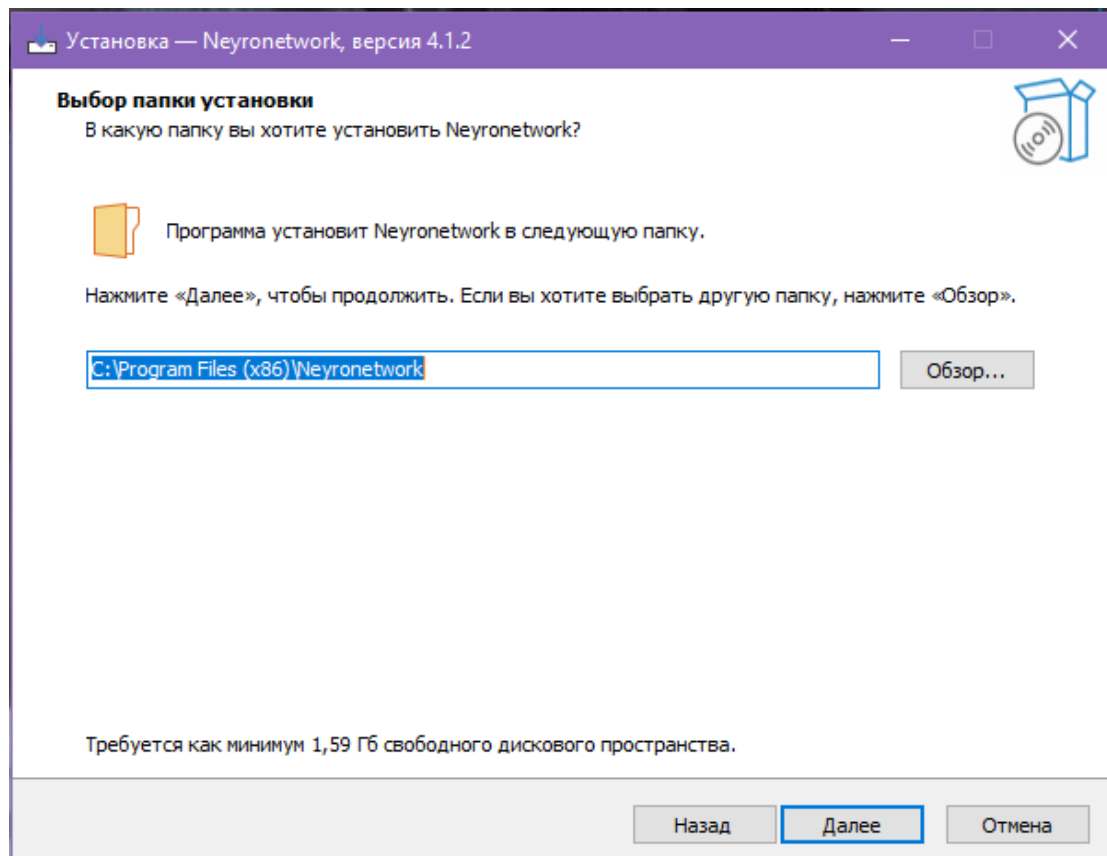 Установка — Neyronetwork, версия 4.1.2
Выбор папки установки
В какую папку вы хотите установить Neyronetwork?
Программа установит Neyronetwork в следующую папку.
Нажмите «Далее», чтобы продолжить. Если вы хотите выбрать другую папку, нажмите «Обзор».
C:\Program Files (x86)\Neyronetwork
Обзор...
Требуется как минимум 1,59 Гб свободного дискового пространства.
Назад
Далее
Отмена